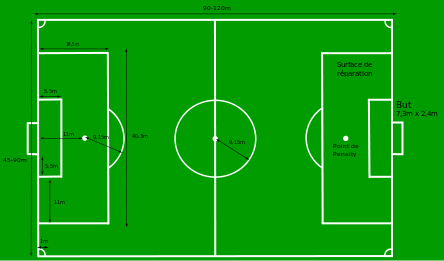 90-120m
16,5m
Surface de
réparation
5,5m
But
7,3m x 2,4m
11m
9,15m
40,3m
9,15m
Point de
Penalty
45-90m
5,5m
11m
1m